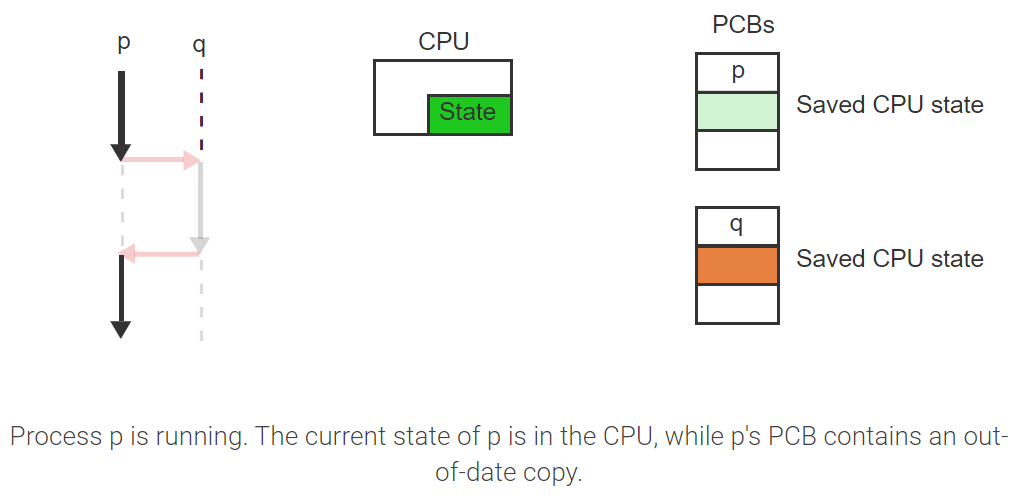 p q
CPU
State
PCBs
p
Saved CPU state
q
Saved CPU state
Process p is running. The current state of p is in the CPU, while p's PCB contains an out-
of-date copy.